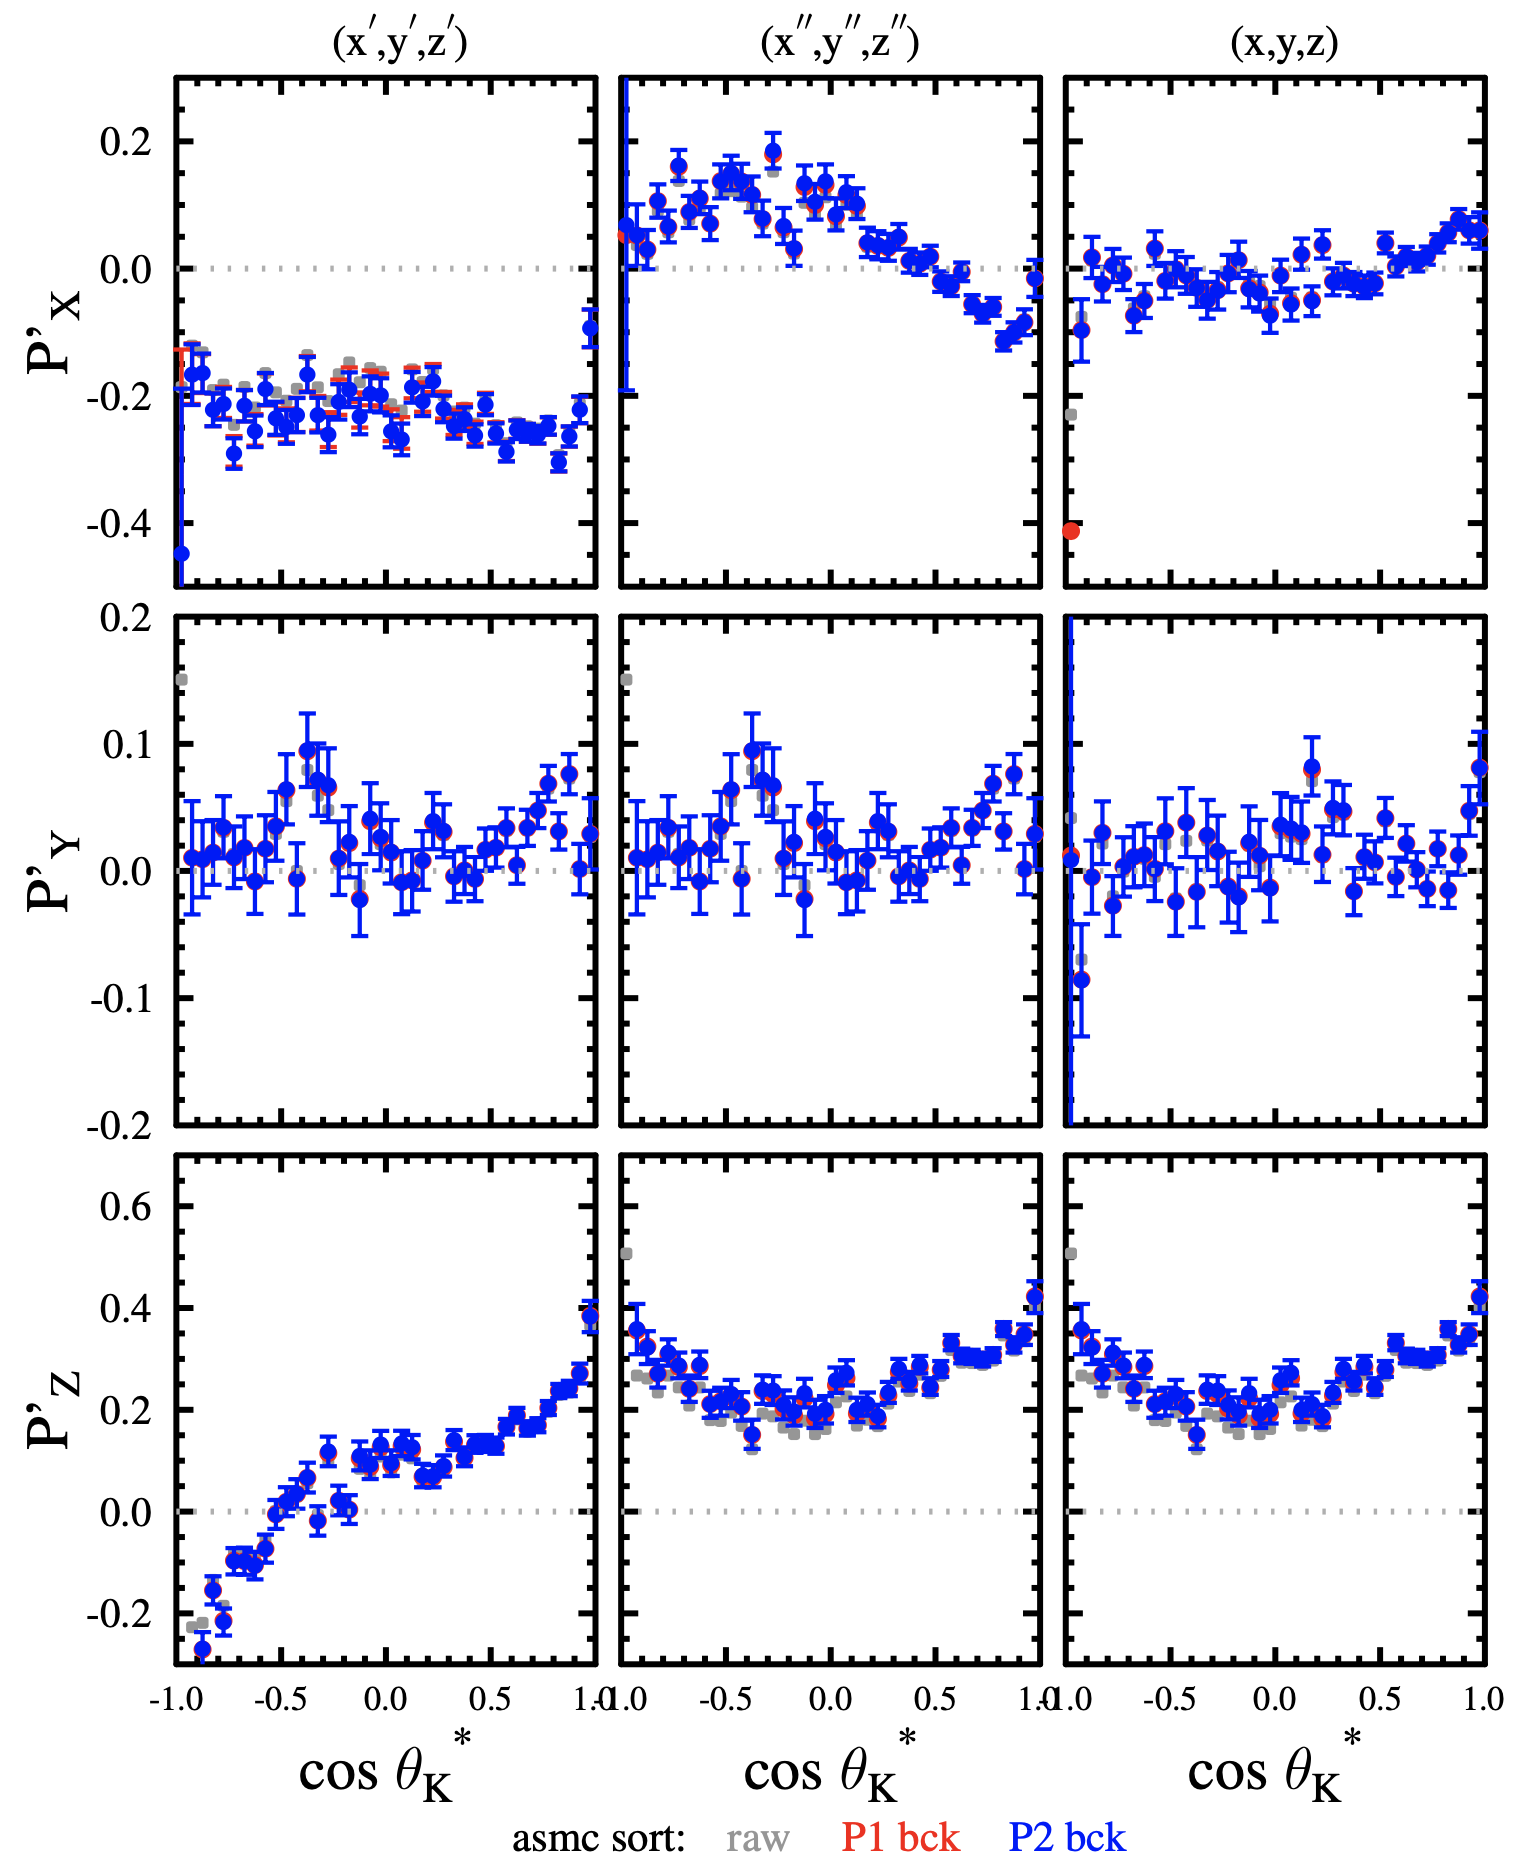 (x′,y′,z′) (x′′,y′′,z′′) (x,y,z)
0.2
0.0
-0.2
-0.4
P'X
0.2
0.1
0.0
-0.1
-0.2
P'Y
0.6
0.4
0.2
0.0
-0.2
P'Z
-1.0 -0.5 0.0 0.5 1.0 -1.0 -0.5 0.0 0.5 1.0 -1.0 -0.5 0.0 0.5 1.0
cos θK* cos θK* cos θK*
asmc sort: raw P1 bck P2 bck